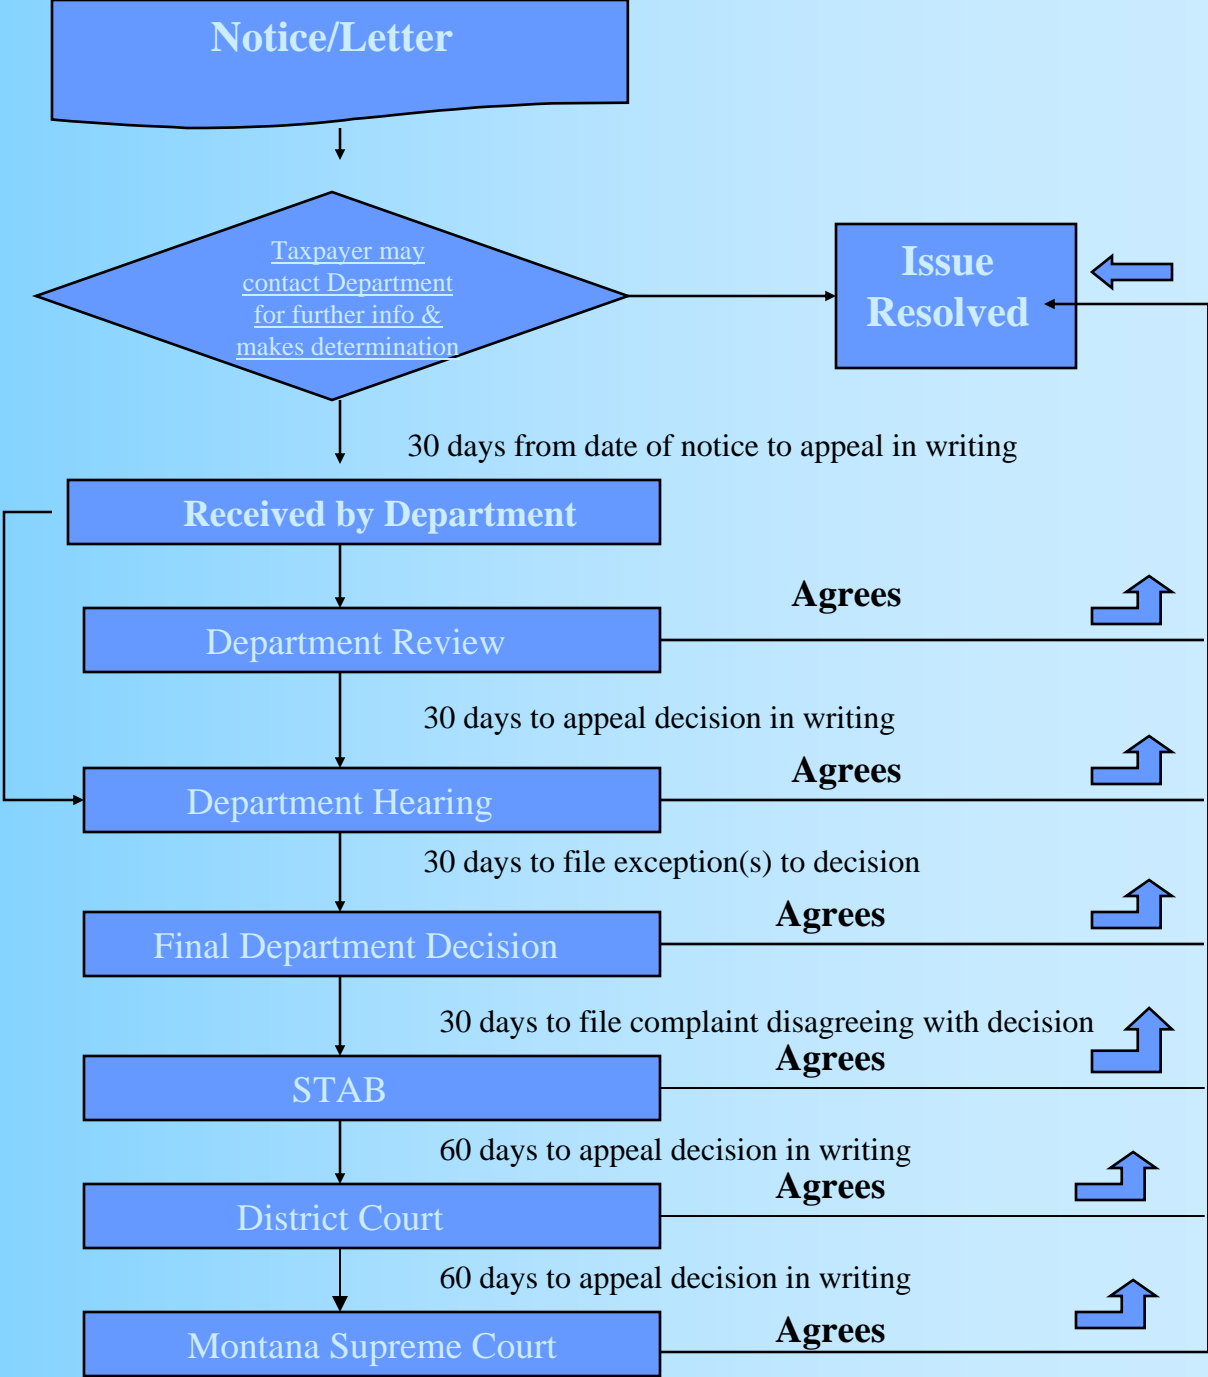 Notice/Letter
Taxpayer may
contact Department
for further info &
makes determination
Issue
Resolved
30 days from date of notice to appeal in writing
Received by Department
Agrees
Department Review
30 days to appeal decision in writing
Agrees
Department Hearing
30 days to file exception(s) to decision
Agrees
Final Department Decision
30 days to file complaint disagreeing with decision
Agrees
STAB
60 days to appeal decision in writing
Agrees
District Court
60 days to appeal decision in writing
Agrees
Montana Supreme Court